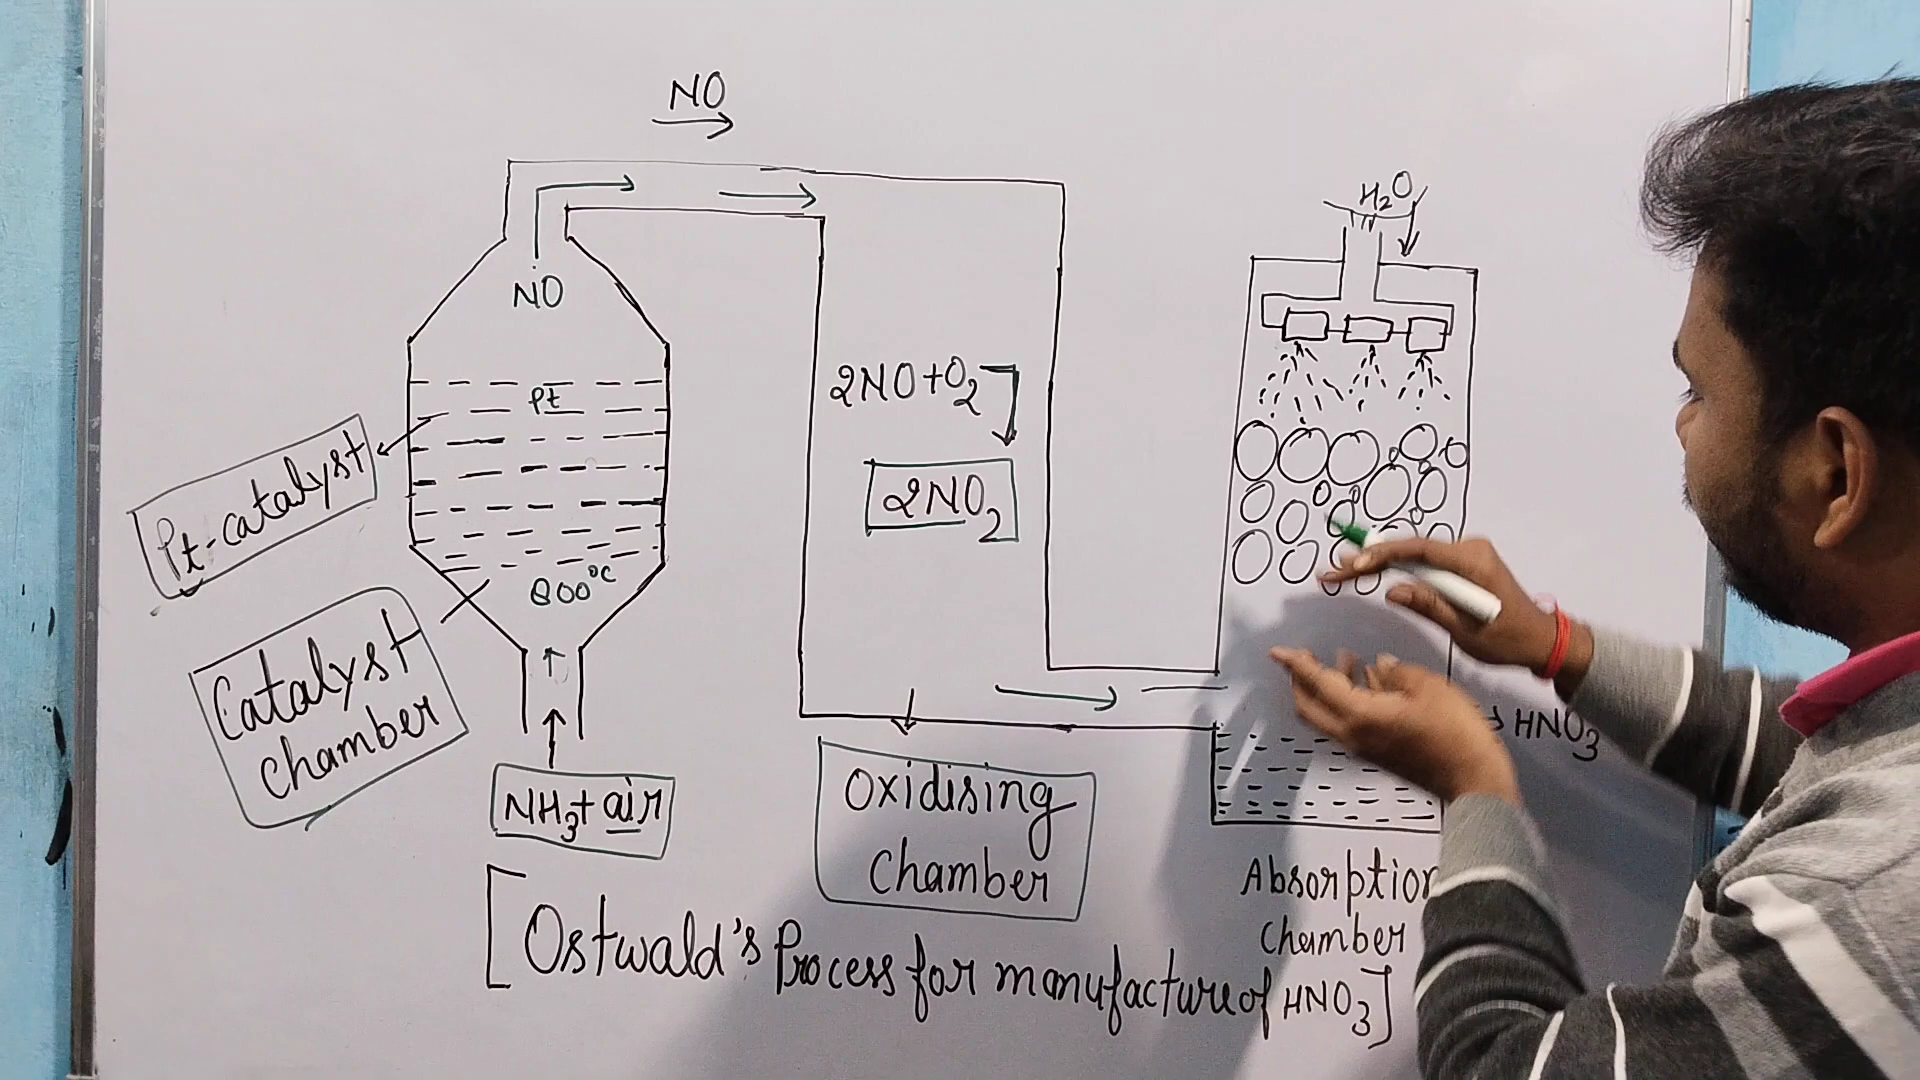 NO
H₂O
NO
Pt
2NO+O₂
2NO₂
Pt-catalyst
800°C
Catalyst
chamber
HNO₃
NH₃+air
Oxidising
chamber
Absorption
chamber
[Ostwald's Process for manufacture of HNO₃]